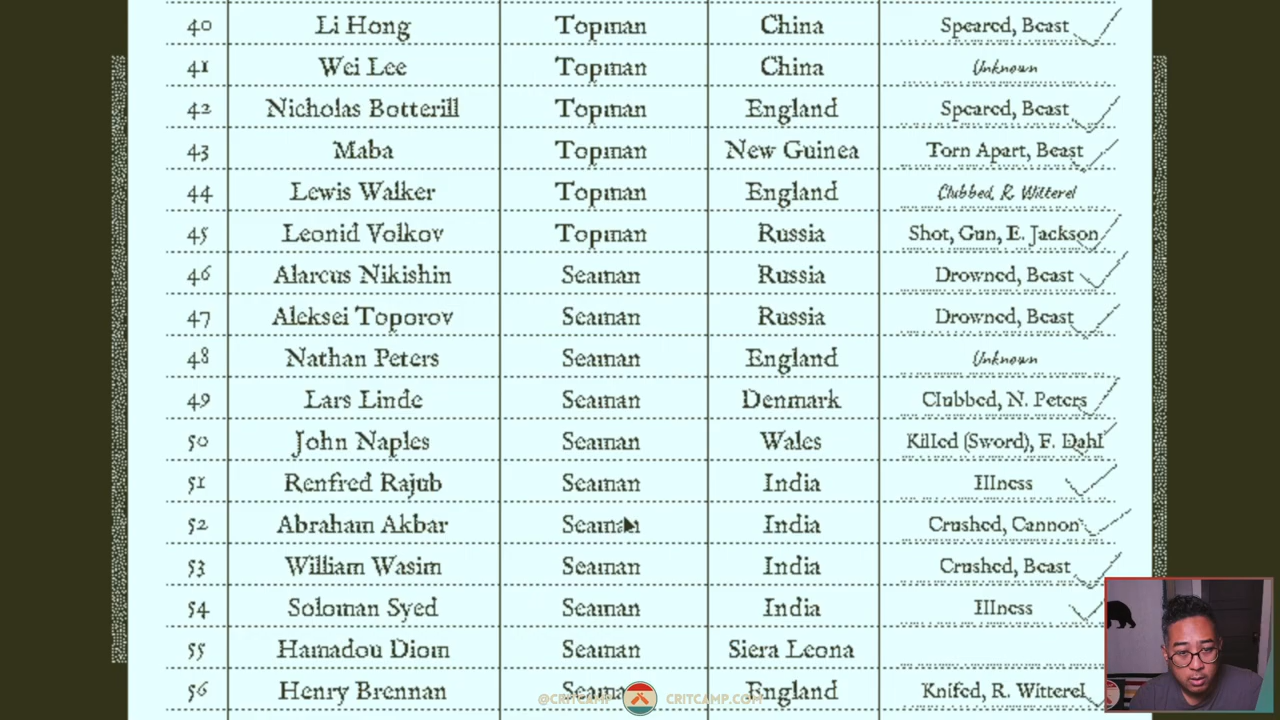 40 Li Hong Topman China Speared, Beast
41 Wei Lee Topman China Unknown
42 Nicholas Botterill Topman England Speared, Beast
43 Maba Topman New Guinea Torn Apart, Beast
44 Lewis Walker Topman England Clubbed, R. Witterel
45 Leonid Volkov Topman Russia Shot, Gun, E. Jackson
46 Alarcus Nikishin Seaman Russia Drowned, Beast
47 Aleksei Toporov Seaman Russia Drowned, Beast
48 Nathan Peters Seaman England Unknown
49 Lars Linde Seaman Denmark Clubbed, N. Peters
50 John Naples Seaman Wales Killed (Sword), F. Dahl
51 Renfred Rajub Seaman India Illness
52 Abraham Akbar Seaman India Crushed, Cannon
53 William Wasim Seaman India Crushed, Beast
54 Soloman Syed Seaman India Illness
55 Hamadou Diom Seaman Siera Leona
56 Henry Brennan Seaman England Knifed, R. Witterel
@CRITCAMP CRITCAMP.COM